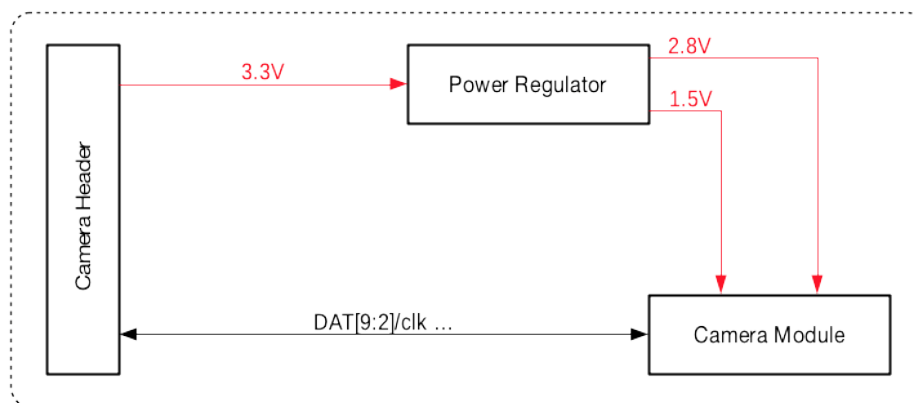 Camera Header
3.3V
Power Regulator
2.8V
1.5V
DAT[9:2]/clk ...
Camera Module